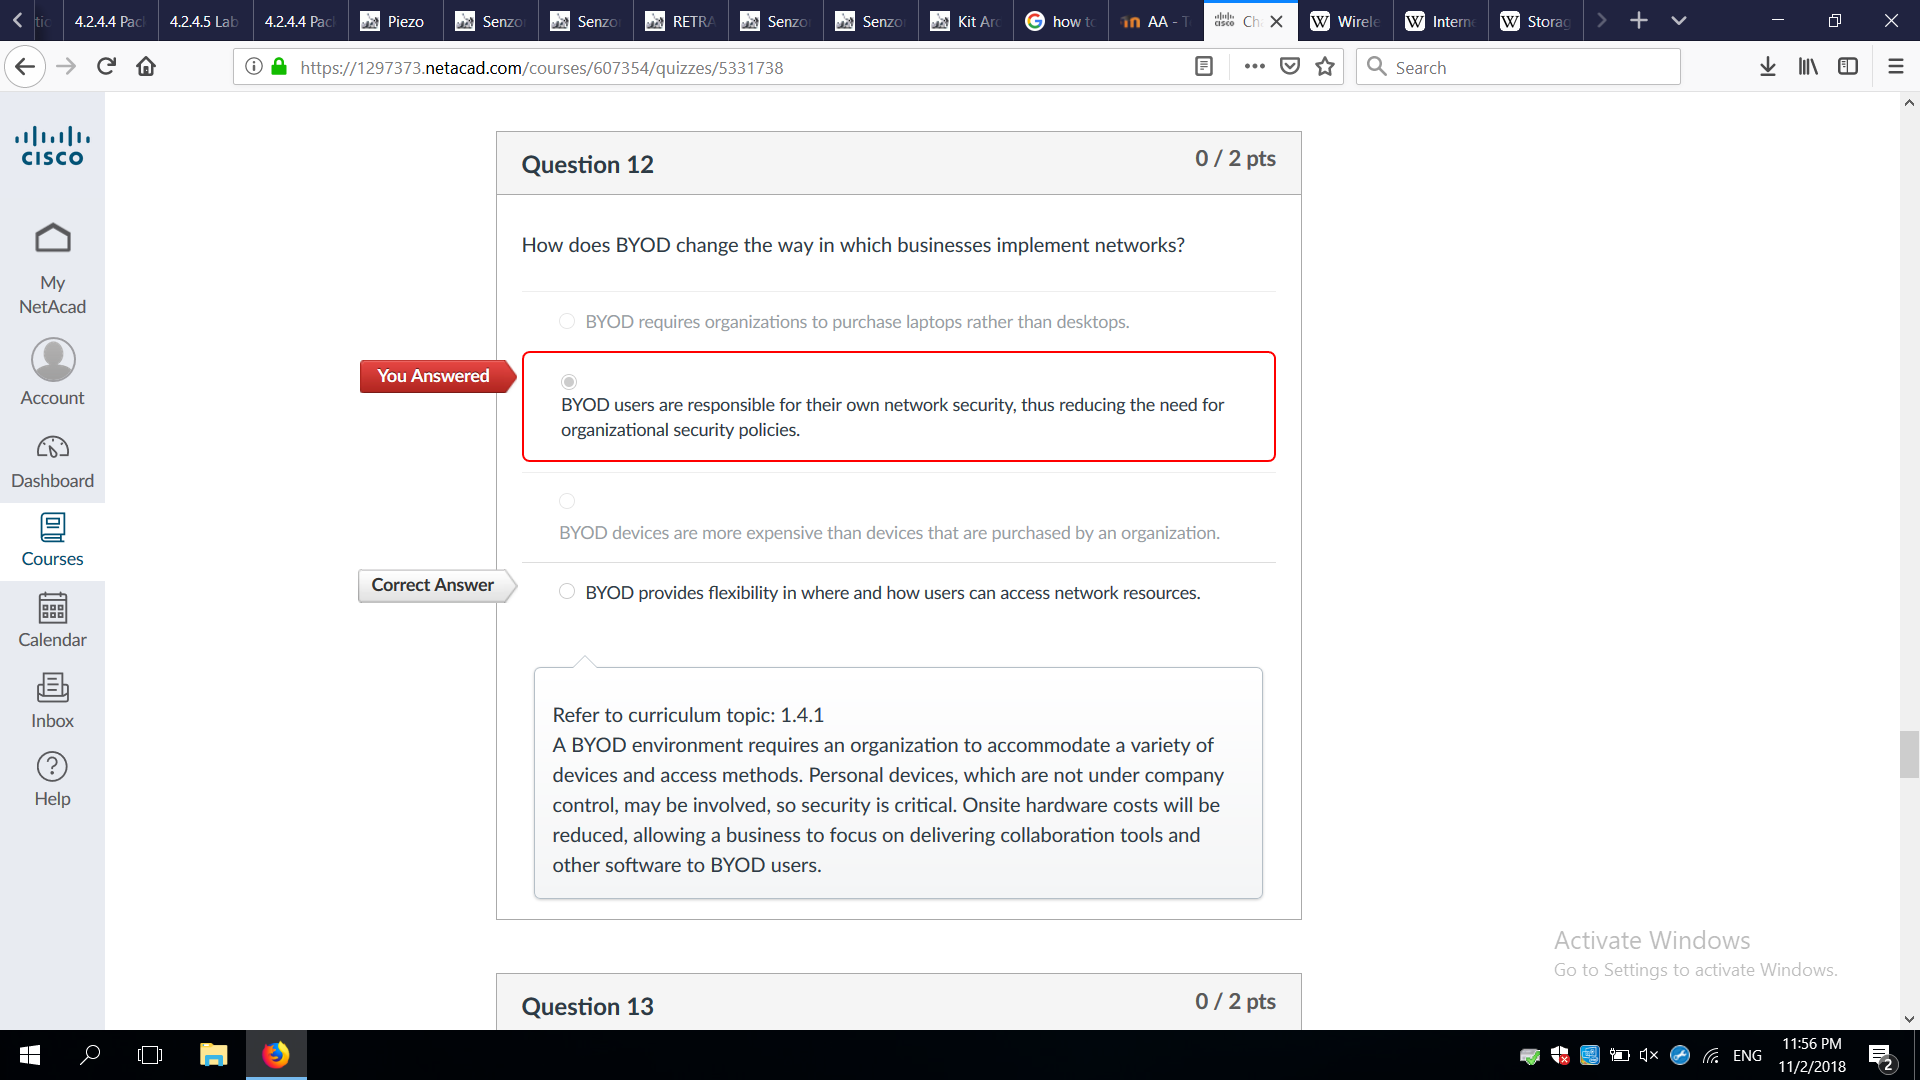 4.2.4.4 Pac
4.2.4.5 Lab
4.2.4.4 Pac
Piezo
Senzo
Senzo
RETRA
Senzo
Senzo
Kit Ar
how to
AA - T
Ch
Wirele
Interne
Storag
https://1297373.netacad.com/courses/607354/quizzes/5331738
Search
CISCO
My
NetAcad
Account
Dashboard
Courses
Calendar
Inbox
Help
Question 12
0 / 2 pts
How does BYOD change the way in which businesses implement networks?
BYOD requires organizations to purchase laptops rather than desktops.
You Answered
BYOD users are responsible for their own network security, thus reducing the need for
organizational security policies.
BYOD devices are more expensive than devices that are purchased by an organization.
Correct Answer
BYOD provides flexibility in where and how users can access network resources.
Refer to curriculum topic: 1.4.1
A BYOD environment requires an organization to accommodate a variety of
devices and access methods. Personal devices, which are not under company
control, may be involved, so security is critical. Onsite hardware costs will be
reduced, allowing a business to focus on delivering collaboration tools and
other software to BYOD users.
Activate Windows
Go to Settings to activate Windows.
Question 13
0 / 2 pts
ENG
11:56 PM
11/2/2018
2